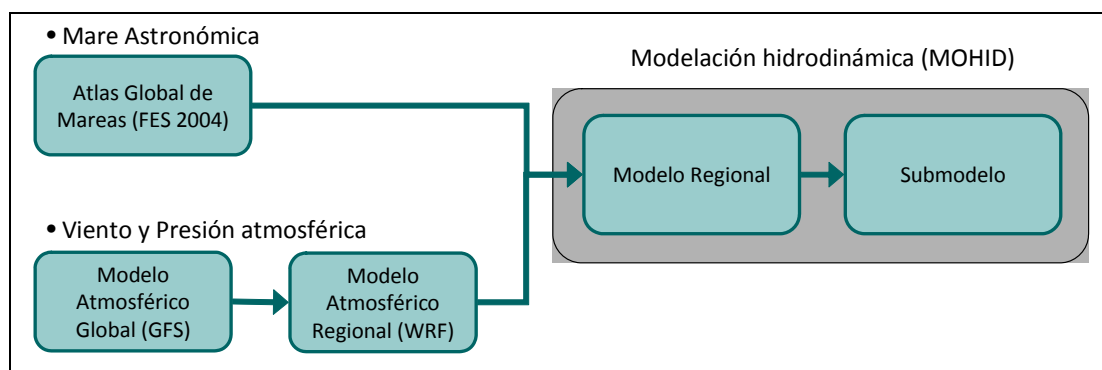 • Mare Astronómica
Atlas Global de
Mareas (FES 2004)
Modelación hidrodinámica (MOHID)
Modelo Regional
Submodelo
• Viento y Presión atmosférica
Modelo
Atmosférico
Global (GFS)
Modelo
Atmosférico
Regional (WRF)